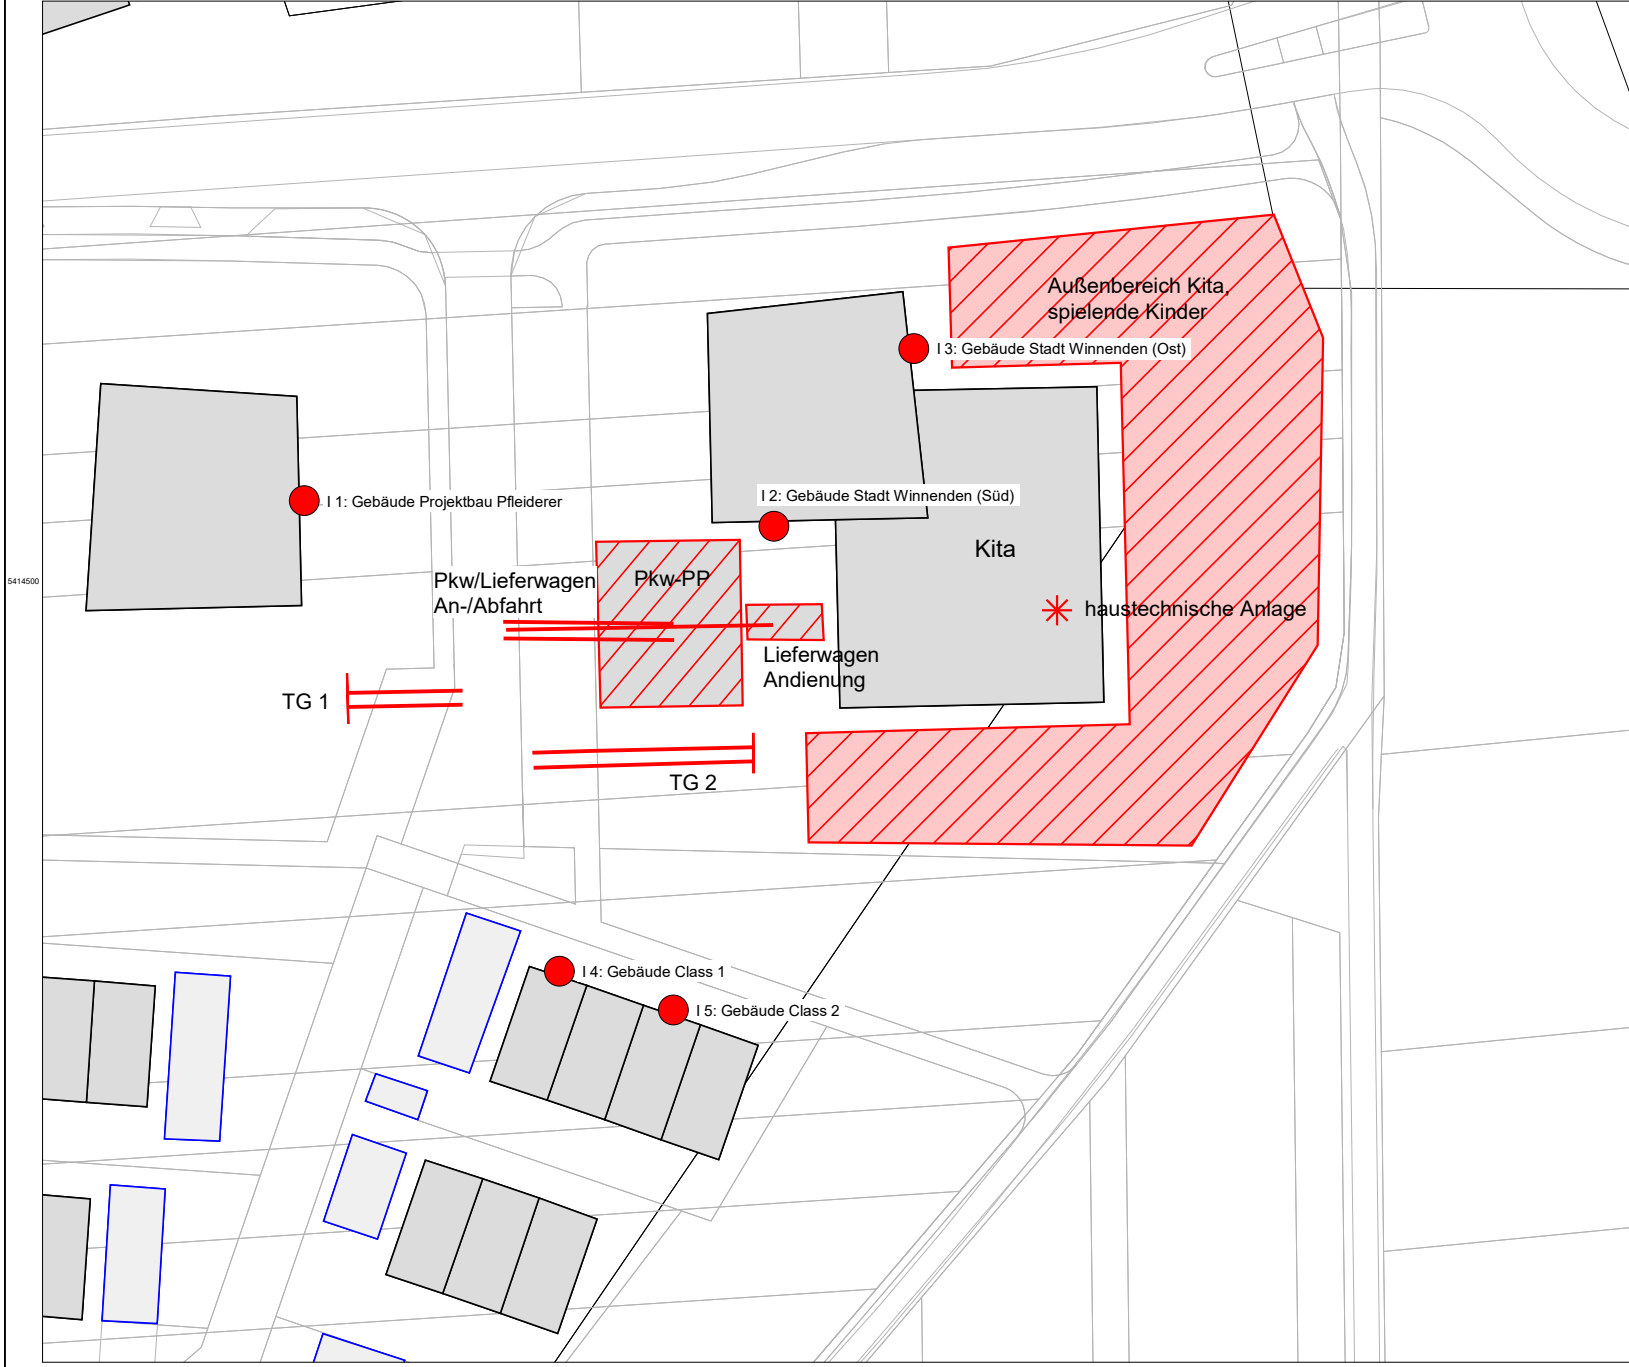 Außenbereich Kita,
spielende Kinder
I 3: Gebäude Stadt Winnenden (Ost)
I 2: Gebäude Stadt Winnenden (Süd)
I 1: Gebäude Projektbau Pfleiderer
Kita
5414500
Pkw/Lieferwagen
An-/Abfahrt
Pkw-PP
haustechnische Anlage
Lieferwagen
Andienung
TG 1
TG 2
I 4: Gebäude Class 1
I 5: Gebäude Class 2